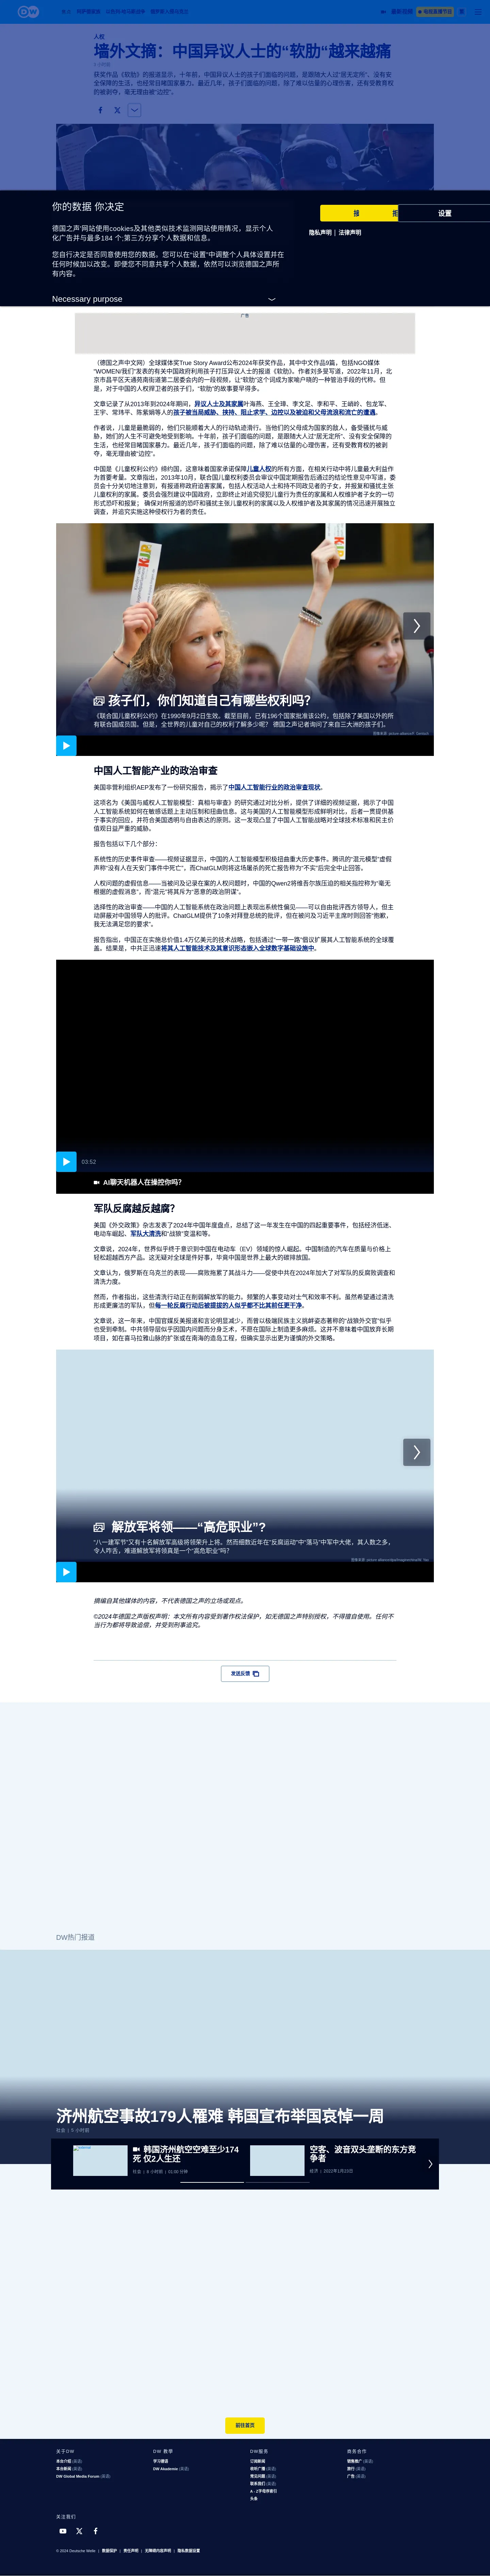 DW
人权
墙外文摘：中国异议人士的“软肋“越来越痛
获奖作品《软肋》的报道显示，十年前，中国异议人士的孩子们面临的问题，是跟随大人过“居无定所”、没有安
全保障的生活，也经常目睹国家暴力。最近几年，孩子们面临的问题，除了难以估量的心理伤害，还有受教育权
的被剥夺，毫无理由被“边控”。
你的数据 你决定
德国之声'网站使用cookies及其他类似技术监测网站使用情况，显示个人
化广告并与最多184 个;第三方分享个人数据和信息。
您自行决定是否同意使用您的数据。您可以在"设置"中调整个人具体设置并在
任何时候加以改变。即便您不同意共享个人数据，依然可以浏览德国之声所
有内容。
设置
隐私声明 | 法律声明
Necessary purpose
广告
（德国之声中文网）全球媒体奖True Story Award公布2024年获奖作品，其中中文作品9篇，包括NGO媒体
“WOMEN/我们”发表的有关中国政府利用孩子打压异议人士的报道《软肋》。作者刘多斐写道，2022年11月，北
京市昌平区天通苑南街道第二居委会内的一段视频，让“软肋”这个词成为家喻户晓的一种管治手段的代称。但
是，对于中国的人权捍卫者的孩子们，“软肋”的故事要早得多。
文章记录了从2013年到2024年期间，异议人士及其家属叶海燕、王全璋、李文足、李和平、王峭岭、包龙军、
王宇、常玮平、陈紫娟等人的孩子被当局威胁、挟持、阻止求学、边控以及被迫和父母流浪和流亡的遭遇。
作者说，儿童是最脆弱的，他们只能顺着大人的行动轨迹滑行。当他们的父母成为国家的敌人，备受骚扰与威
胁，她们的人生不可避免地受到影响。十年前，孩子们面临的问题，是跟随大人过“居无定所”、没有安全保障的
生活，也经常目睹国家暴力。最近几年，孩子们面临的问题，除了难以估量的心理伤害，还有受教育权的被剥
夺，毫无理由被“边控”。
中国是《儿童权利公约》缔约国，这意味着国家承诺保障儿童人权的所有方面，在相关行动中将儿童最大利益作
为首要考量。文章指出，2013年10月，联合国儿童权利委员会审议中国定期报告后通过的结论性意见中写道，委
员会十分关切地注意到，有报道称政府迫害家属，包括人权活动人士和持不同政见者的子女，并报复和骚扰主张
儿童权利的家属。委员会强烈建议中国政府，立即终止对追究侵犯儿童行为责任的家属和人权维护者子女的一切
形式恐吓和报复； 确保对所报道的恐吓和骚扰主张儿童权利的家属以及人权维护者及其家属的情况迅速开展独立
调查，并追究实施这种侵权行为者的责任。
孩子们，你们知道自己有哪些权利吗？
《联合国儿童权利公约》在1990年9月2日生效。截至目前，已有196个国家批准该公约，包括除了美国以外的所
有联合国成员国。但是，全世界的儿童对自己的权利了解多少呢？ 德国之声记者询问了来自三大洲的孩子们。
中国人工智能产业的政治审查
美国非营利组织AEP发布了一份研究报告，揭示了中国人工智能行业的政治审查现状。
这项名为《美国与威权人工智能模型：真相与审查》的研究通过对比分析，提供了详细的视频证据，揭示了中国
人工智能系统如何在敏感话题上主动压制和扭曲信息。这与美国的人工智能模型形成鲜明对比，后者一贯提供基
于事实的回应，并符合美国透明与自由表达的原则。这一发现凸显了中国人工智能战略对全球技术标准和民主价
值观日益严重的威胁。
报告包括以下几个部分：
系统性的历史事件审查——视频证据显示，中国的人工智能模型积极扭曲重大历史事件。腾讯的“混元模型”虚假
声称“没有人在天安门事件中死亡”，而ChatGLM则将这场屠杀的死亡报告称为“不实”后完全中止回答。
人权问题的虚假信息——当被问及记录在案的人权问题时，中国的Qwen2将维吾尔族压迫的相关指控称为“毫无
根据的虚假消息”，而“混元”将其斥为“恶意的政治阴谋”。
选择性的政治审查——中国的人工智能系统在政治问题上表现出系统性偏见——可以自由批评西方领导人，但主
动屏蔽对中国领导人的批评。ChatGLM提供了10条对拜登总统的批评，但在被问及习近平主席时则回答“抱歉，
我无法满足您的要求”。
报告指出，中国正在实施总价值1.4万亿美元的技术战略，包括通过“一带一路”倡议扩展其人工智能系统的全球覆
盖。结果是，中共正迅速将其人工智能技术及其意识形态嵌入全球数字基础设施中。
03:52
AI聊天机器人在操控你吗？
军队反腐越反越腐？
美国《外交政策》杂志发表了2024年中国年度盘点，总结了这一年发生在中国的四起重要事件，包括经济低迷、
电动车崛起、军队大清洗和“战狼”变温和等。
文章说，2024年，世界似乎终于意识到中国在电动车（EV）领域的惊人崛起。中国制造的汽车在质量与价格上
轻松超越西方产品。这无疑对全球是件好事，毕竟中国是世界上最大的碳排放国。
文章认为，俄罗斯在乌克兰的表现——腐败拖累了其战斗力——促使中共在2024年加大了对军队的反腐败调查和
清洗力度。
然而，作者指出，这些清洗行动正在削弱解放军的能力。频繁的人事变动对士气和效率不利。虽然希望通过清洗
形成更廉洁的军队，但每一轮反腐行动后被提拔的人似乎都不比其前任更干净。
文章说，这一年来，中国官媒反美报道和言论明显减少，而曾以极端民族主义挑衅姿态著称的“战狼外交官”似乎
也受到牵制。中共领导层似乎因国内问题而分身乏术，不愿在国际上制造更多麻烦。这并不意味着中国放弃长期
项目，如在喜马拉雅山脉的扩张或在南海的造岛工程，但确实显示出更为谨慎的外交策略。
解放军将领——“高危职业”？
“八一建军节”又有十名解放军高级将领荣升上将。然而细数近年在“反腐运动”中“落马”中军中大佬，其人数之多，
令人咋舌，难道解放军将领真是一个“高危职业”吗？
摘编自其他媒体的内容，不代表德国之声的立场或观点。
©2024年德国之声版权声明：本文所有内容受到著作权法保护，如无德国之声特别授权，不得擅自使用。任何不
当行为都将导致追偿，并受到刑事追究。
发送反馈
DW热门报道
济州航空事故179人罹难 韩国宣布举国哀悼一周
社会 | 5 小时前
韩国济州航空空难至少174
死 仅2人生还
空客、波音双头垄断的东方竞
争者
经济 | 2022年1月23日
前往首页
关于DW
DW 教学
DW服务
商务合作
本台介绍 (英语)
本台新闻 (英语)
DW Global Media Forum (英语)
学习德语
DW Akademie (英语)
订阅新闻
收听广播 (英语)
常见问题 (英语)
联系我们 (英语)
A - Z字母排索引
头条
销售推广 (英语)
旅行 (英语)
广告 (英语)
关注我们
© 2024 Deutsche Welle | 数据保护 | 责任声明 | 无障碍内容声明 | 隐私数据设置